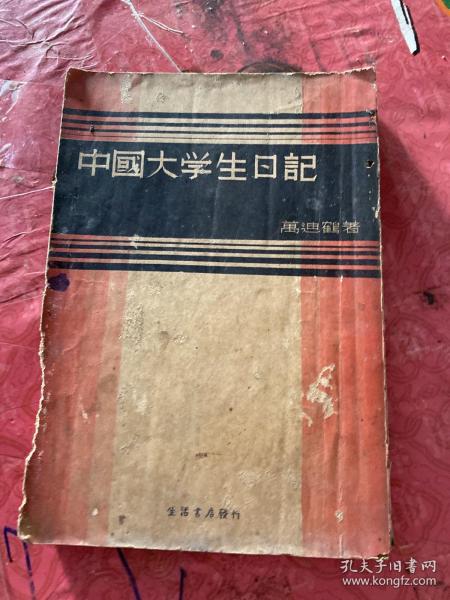 中國大学生日記
萬迪鶴著
生活書店發行
孔夫子旧书网
www.kongfz.com